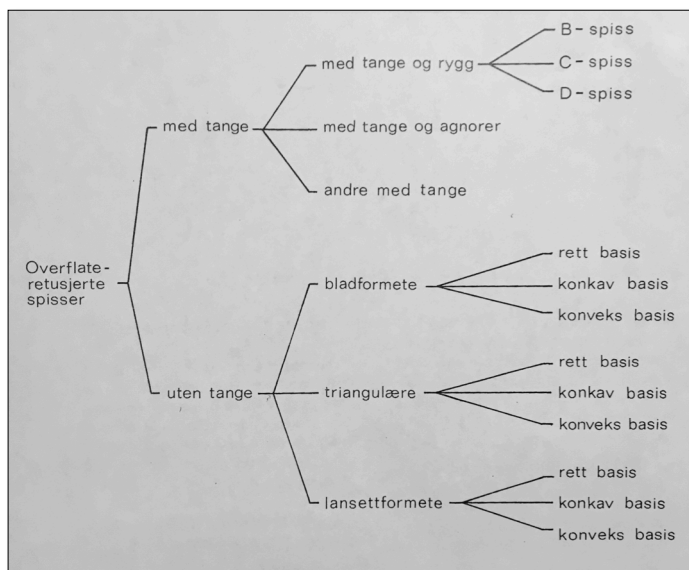 B-spiss
med tange og rygg
C-spiss
D-spiss
med tange
med tange og agnorer
andre med tange
Overflate-
retusjerte
spisser
rett basis
bladformete
konkav basis
konveks basis
rett basis
uten tange
triangulære
konkav basis
konveks basis
rett basis
lansettformete
konkav basis
konveks basis